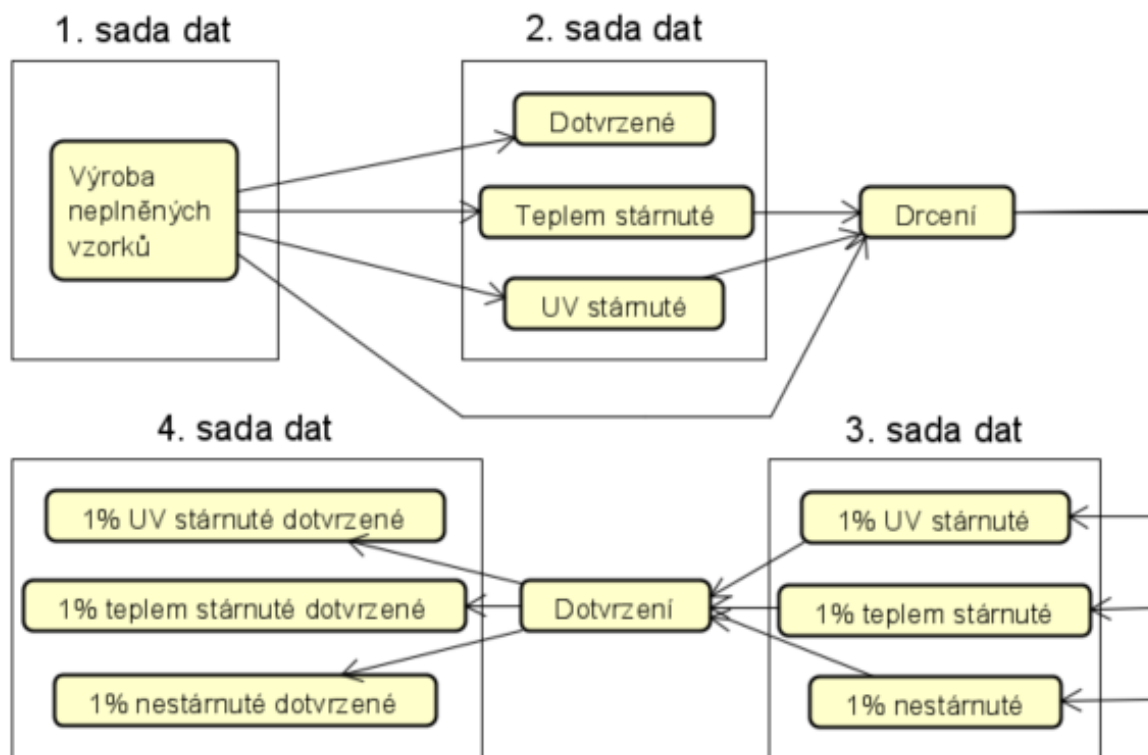 1. sada dat
2. sada dat
Výroba
neplněných
vzorků
Dotvrzené
Teplem stárnuté
UV stárnuté
Drcení
4. sada dat
3. sada dat
1% UV stárnuté dotvrzené
1% teplem stárnuté dotvrzené
1% nestárnuté dotvrzené
Dotvrzení
1% UV stárnuté
1% teplem stárnuté
1% nestárnuté